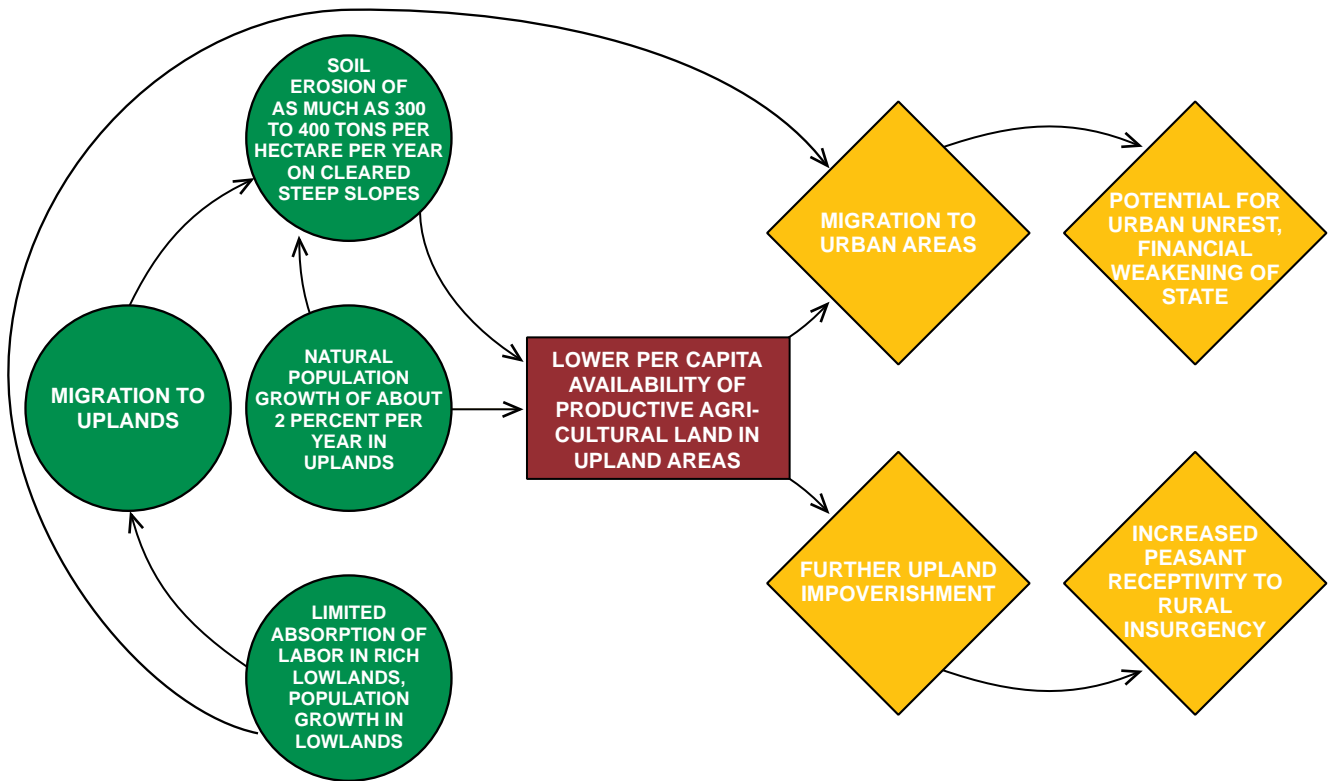 SOIL
EROSION OF
AS MUCH AS 300
TO 400 TONS PER
HECTARE PER YEAR
ON CLEARED
STEEP SLOPES
MIGRATION TO
URBAN AREAS
POTENTIAL FOR
URBAN UNREST,
FINANCIAL
WEAKENING OF
STATE
MIGRATION TO
UPLANDS
NATURAL
POPULATION
GROWTH OF ABOUT
2 PERCENT PER
YEAR IN
UPLANDS
LOWER PER CAPITA
AVAILABILITY OF
PRODUCTIVE AGRI-
CULTURAL LAND IN
UPLAND AREAS
FURTHER UPLAND
IMPOVERISHMENT
INCREASED
PEASANT
RECEPTIVITY TO
RURAL
INSURGENCY
LIMITED
ABSORPTION OF
LABOR IN RICH
LOWLANDS,
POPULATION
GROWTH IN
LOWLANDS